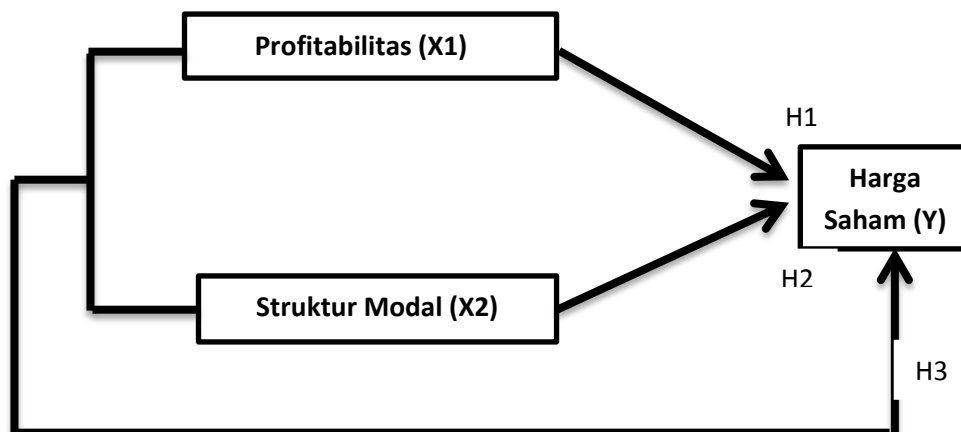 Profitabilitas (X1)
H1
Harga
Saham (Y)
H2
Struktur Modal (X2)
H3